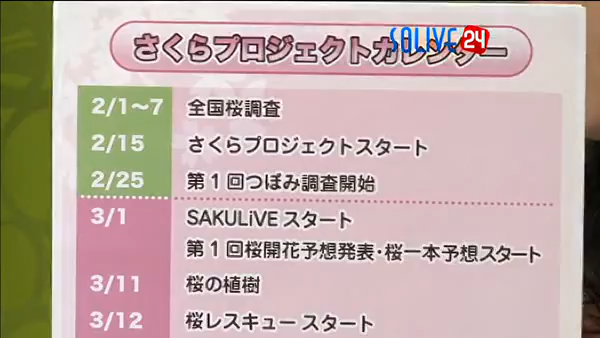 SOLiVE24
さくらプロジェクトカレンダー
2/1〜7 全国桜調査
2/15 さくらプロジェクトスタート
2/25 第1回つぼみ調査開始
3/1 SAKULiVE スタート
第1回桜開花予想発表・桜一本予想スタート
3/11 桜の植樹
3/12 桜レスキュー スタート